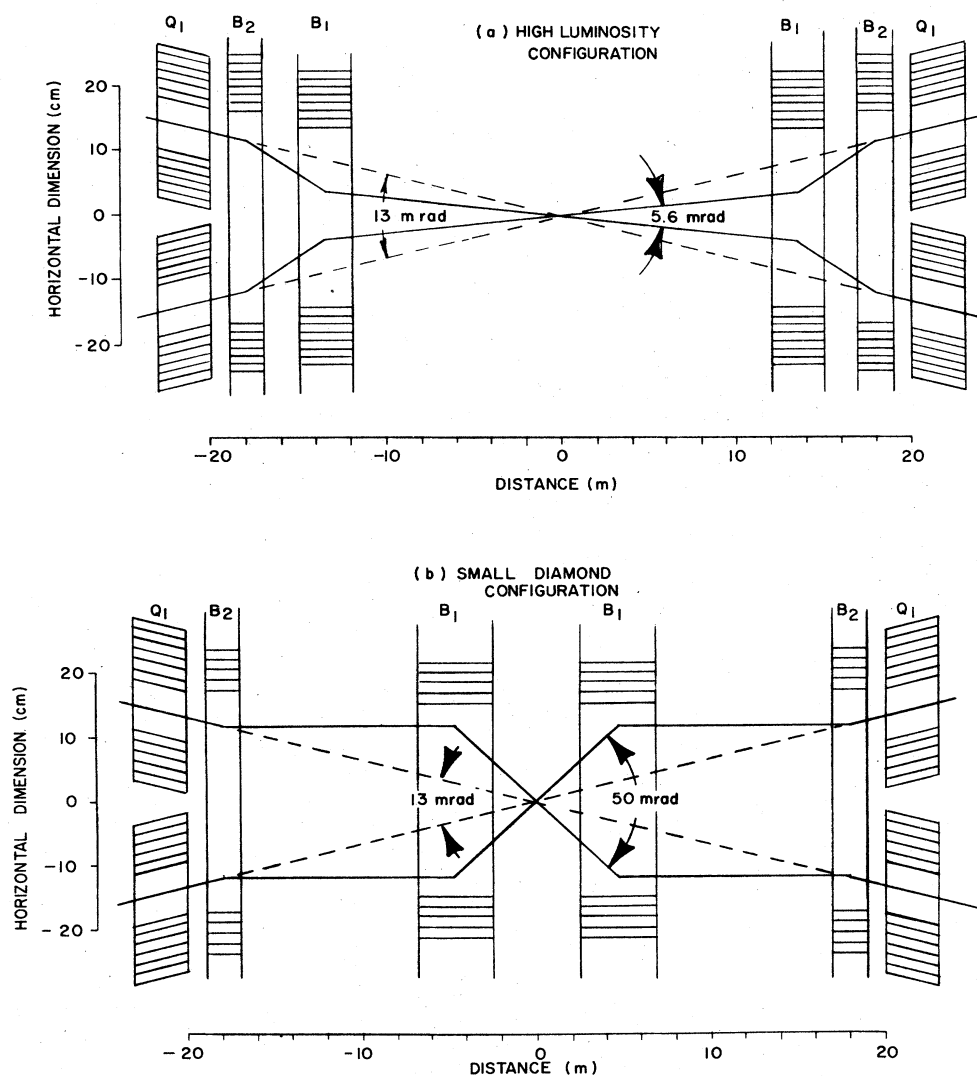 (a) HIGH LUMINOSITY
CONFIGURATION
Q1 B2 B1 B1 B2 Q1
HORIZONTAL DIMENSION (cm)
20
10
0
-10
-20
13 m rad
5.6 mrad
-20 -10 0 10 20
DISTANCE (m)
(b) SMALL DIAMOND
CONFIGURATION
Q1 B2 B1 B1 B2 Q1
HORIZONTAL DIMENSION (cm)
20
10
0
-10
-20
13 mrad
50 mrad
-20 -10 0 10 20
DISTANCE (m)